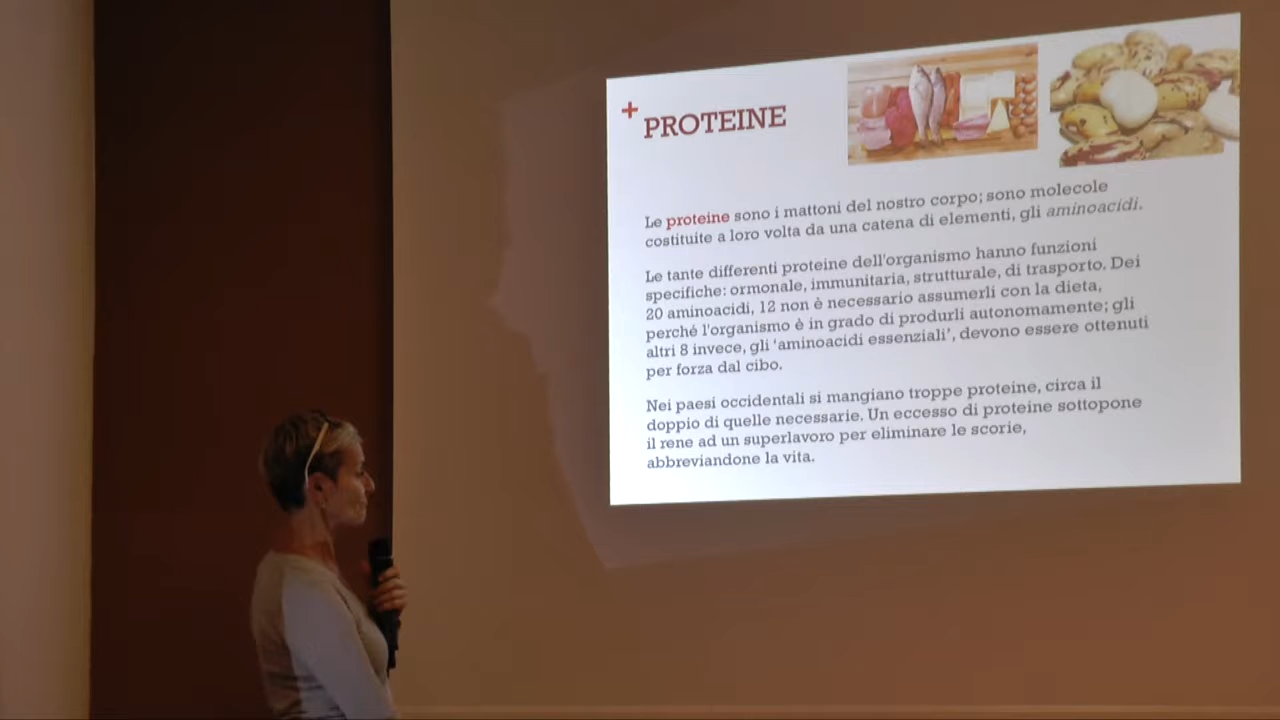 +
PROTEINE
Le proteine sono i mattoni del nostro corpo; sono molecole
costituite a loro volta da una catena di elementi, gli aminoacidi.
Le tante differenti proteine dell'organismo hanno funzioni
specifiche: ormonale, immunitaria, strutturale, di trasporto. Dei
20 aminoacidi, 12 non è necessario assumerli con la dieta,
perché l'organismo è in grado di produrli autonomamente; gli
altri 8 invece, gli 'aminoacidi essenziali', devono essere ottenuti
per forza dal cibo.
Nei paesi occidentali si mangiano troppe proteine, circa il
doppio di quelle necessarie. Un eccesso di proteine sottopone
il rene ad un superlavoro per eliminare le scorie,
abbreviandone la vita.